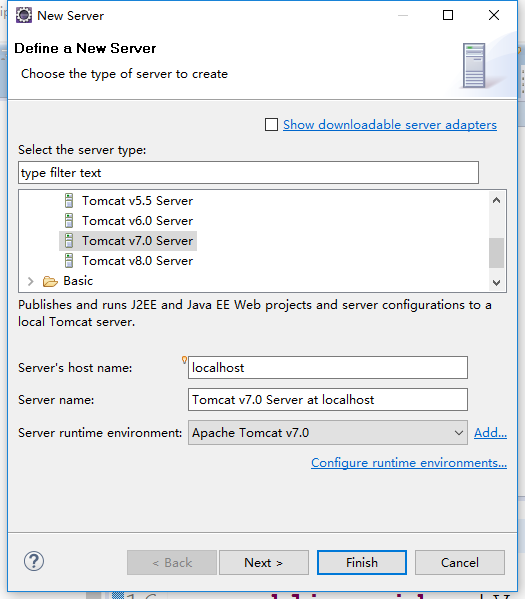 New Server
Define a New Server
Choose the type of server to create
Show downloadable server adapters
Select the server type:
type filter text
Tomcat v5.5 Server
Tomcat v6.0 Server
Tomcat v7.0 Server
Tomcat v8.0 Server
Basic
Publishes and runs J2EE and Java EE Web projects and server configurations to a
local Tomcat server.
Server's host name: localhost
Server name: Tomcat v7.0 Server at localhost
Server runtime environment: Apache Tomcat v7.0 Add...
Configure runtime environments...
< Back Next > Finish Cancel